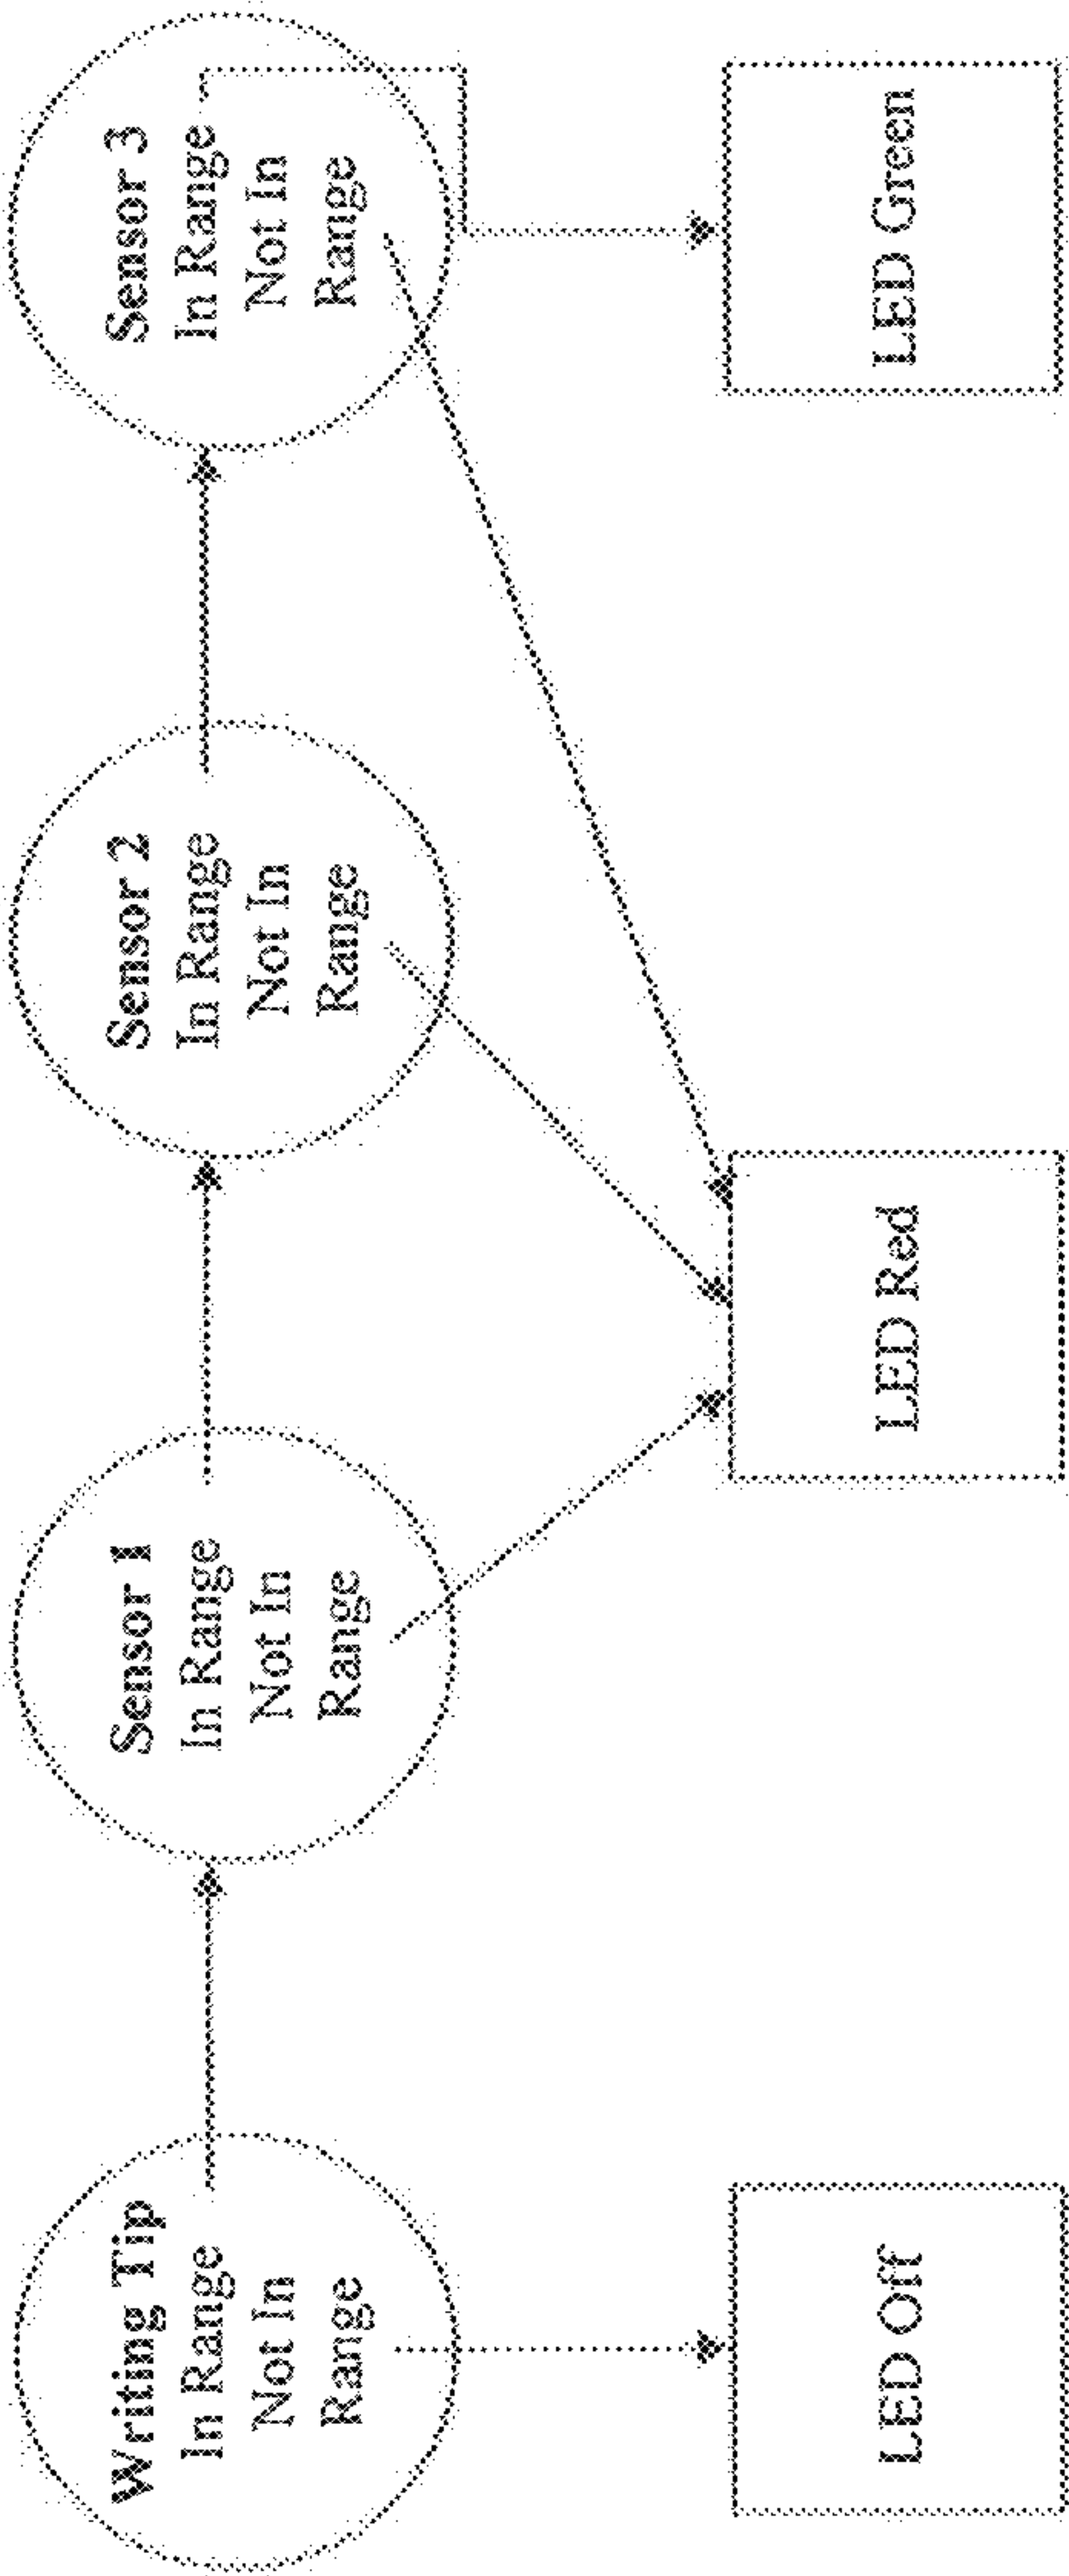 Writing Tip
In Range
Not In
Range
Sensor 1
In Range
Not In
Range
Sensor 2
In Range
Not In
Range
Sensor 3
In Range
Not In
Range
LED Off
LED Red
LED Green